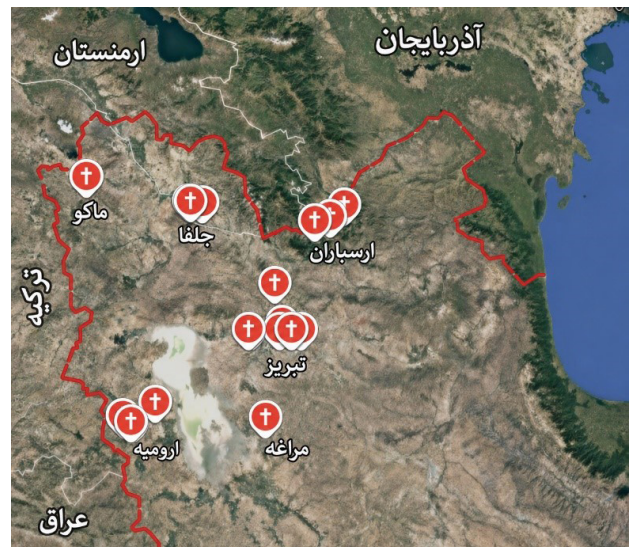 آذربایجان
ارمنستان
ماکو
جلفا
ارسباران
ترکیه
تبریز
ارومیه
مراغه
عراق